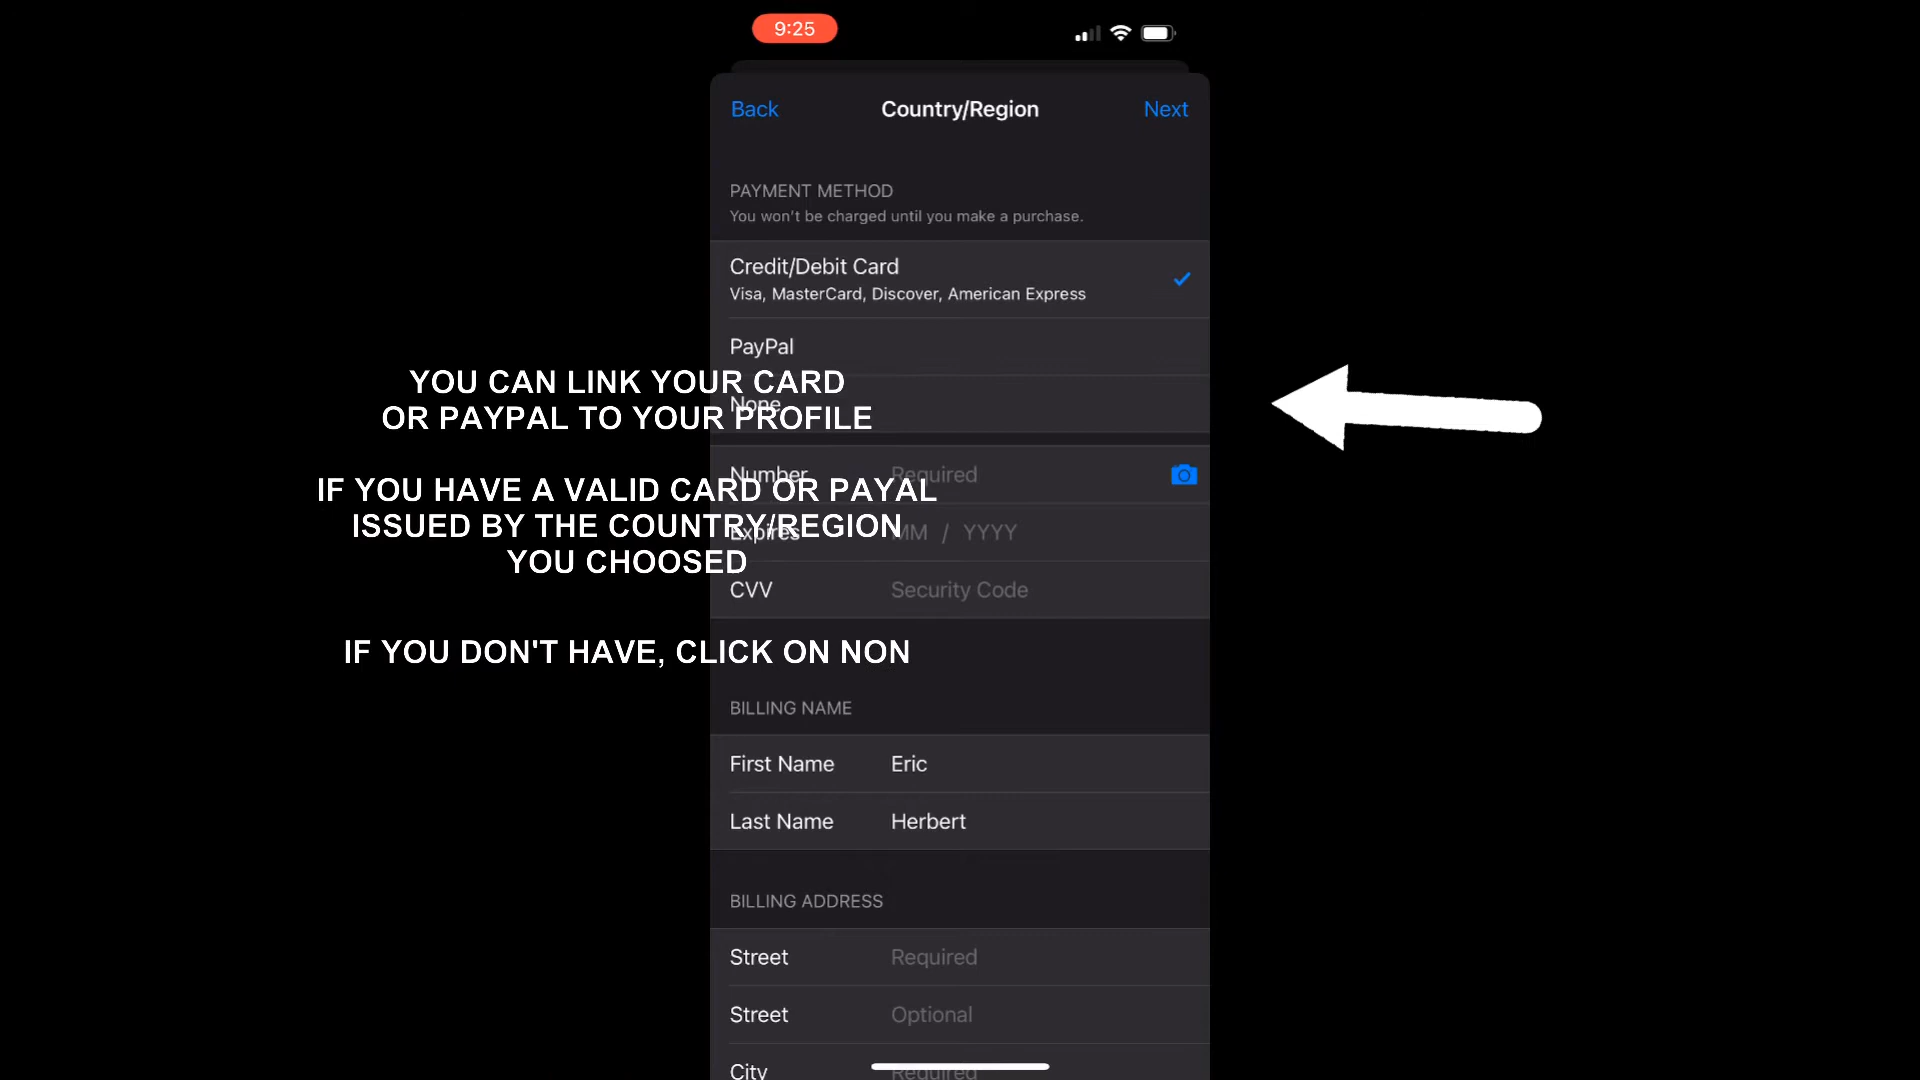 9:25
Back Country/Region Next
PAYMENT METHOD
You won't be charged until you make a purchase.
Credit/Debit Card
Visa, MasterCard, Discover, American Express
PayPal
YOU CAN LINK YOUR CARD
None
OR PAYPAL TO YOUR PROFILE
Number Required
IF YOU HAVE A VALID CARD OR PAYAL
ISSUED BY THE COUNTRY/REGION
Expires MM / YYYY
YOU CHOOSED
CVV Security Code
IF YOU DON'T HAVE, CLICK ON NON
BILLING NAME
First Name Eric
Last Name Herbert
BILLING ADDRESS
Street Required
Street Optional
City Required